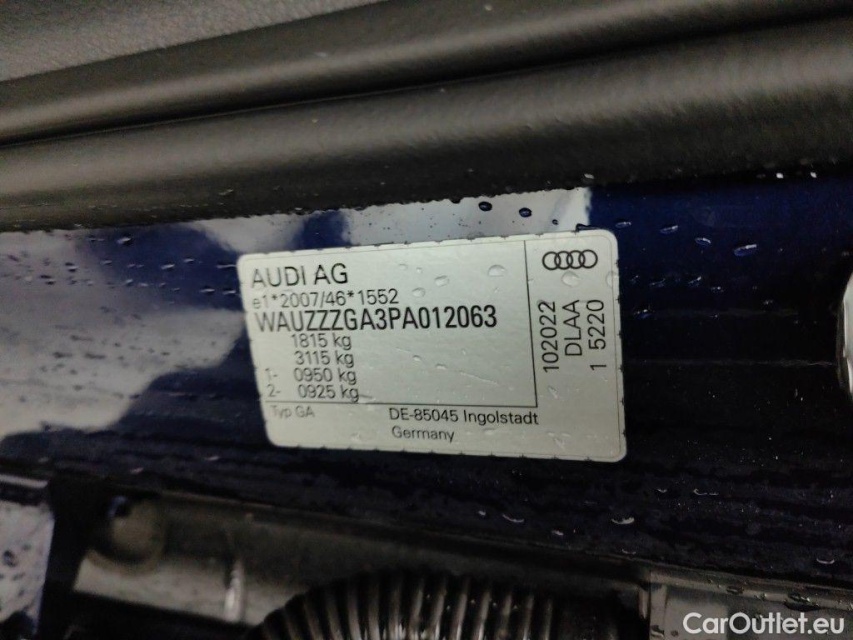 AUDI AG
e1*2007/46*1552
WAUZZZGA3PA012063
1815 kg
3115 kg
1- 0950 kg
2- 0925 kg
Typ GA
DE-85045 Ingolstadt
Germany
102022
DLAA
1 5220
CarOutlet.eu